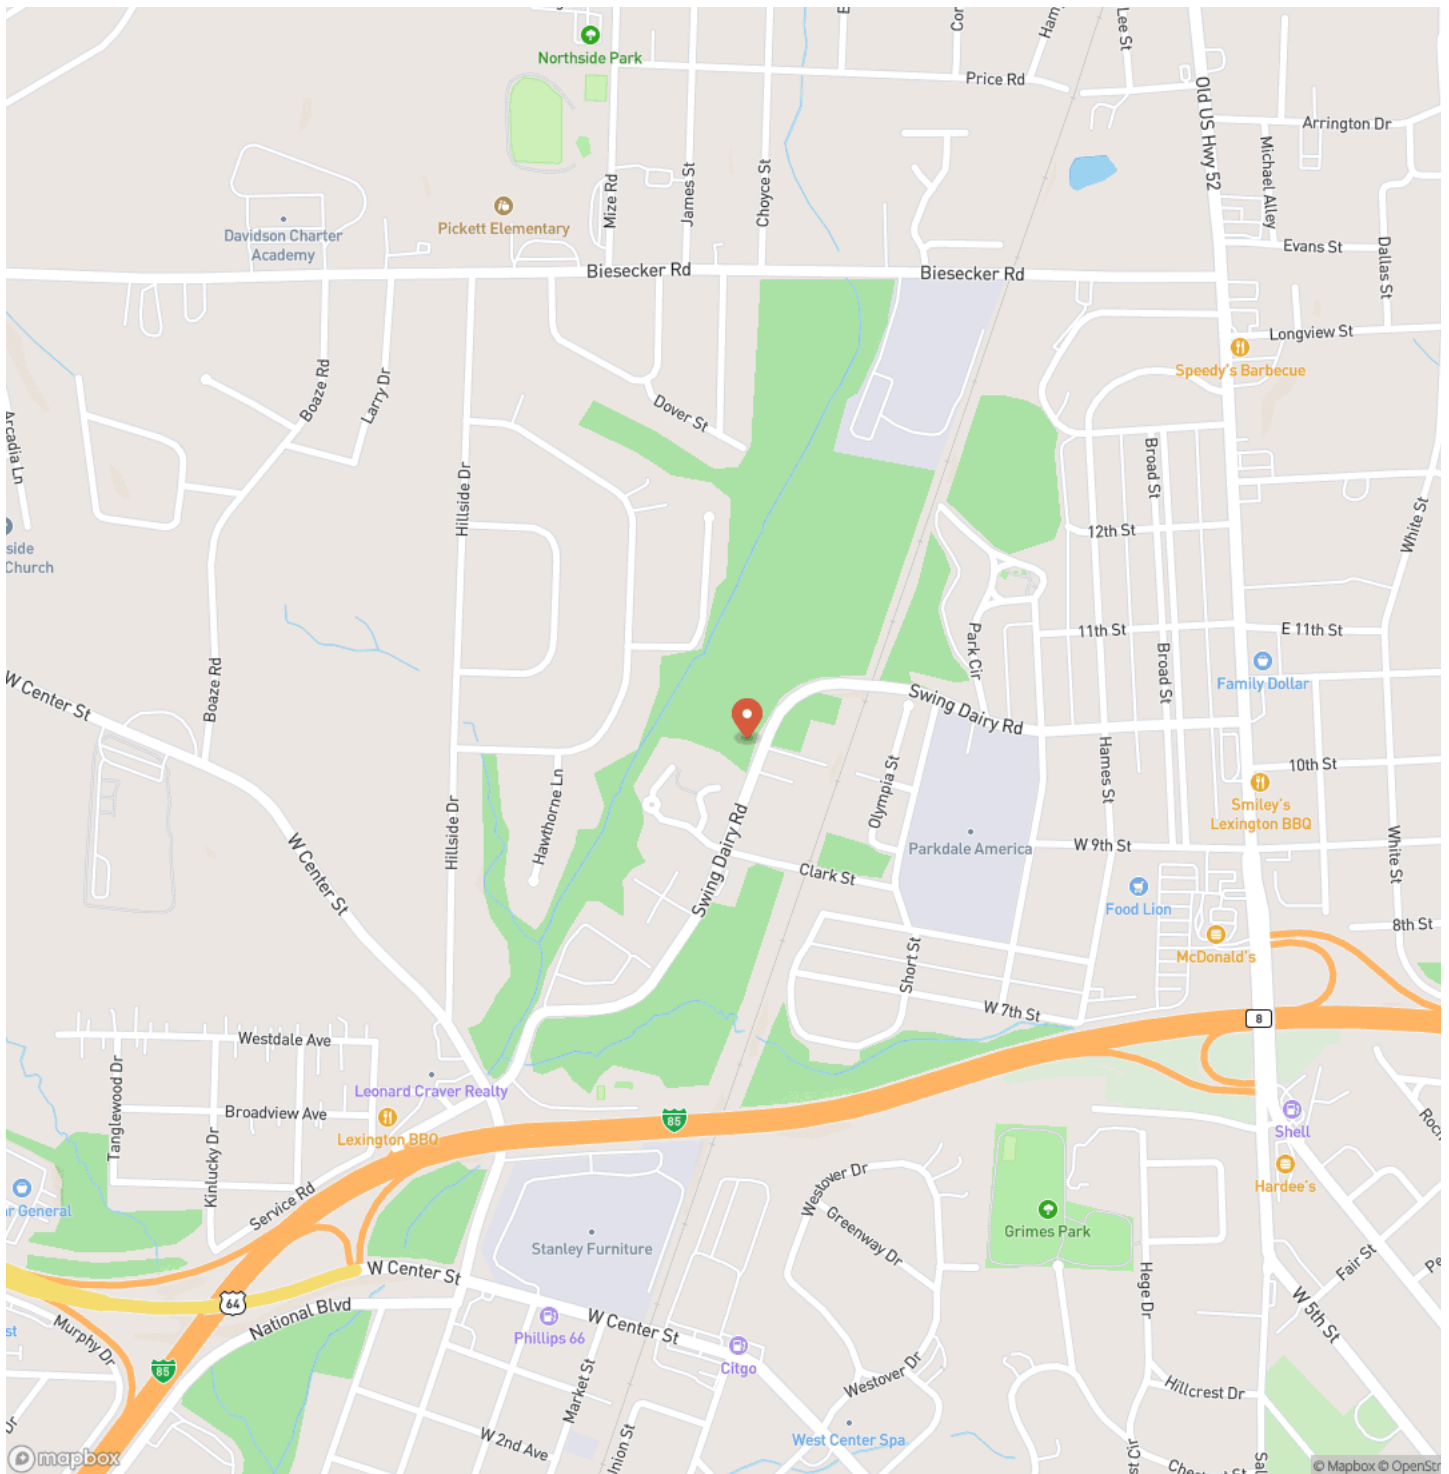 Northside Park
Price Rd
Lee St
Old US Hwy 52
Arrington Dr
Michael Alley
Mize Rd
James St
Choyce St
Pickett Elementary
Davidson Charter
Academy
Evans St
Dallas St
Biesecker Rd
Biesecker Rd
Longview St
Speedy's Barbecue
Boaze Rd
Larry Dr
Dover St
Arcadia Ln
Hillside Dr
Broad St
White St
12th St
side
Church
Park Cir
11th St
E 11th St
Broad St
Family Dollar
W Center St
Boaze Rd
Swing Dairy Rd
Hames St
10th St
Olympia St
Smiley's
Lexington BBQ
Hawthorne Ln
Hillside Dr
Swing Dairy Rd
Parkdale America
W 9th St
White St
W Center St
Clark St
Food Lion
8th St
McDonald's
Short St
W 7th St
8
Westdale Ave
Tanglewood Dr
Leonard Craver Realty
Broadview Ave
Lexington BBQ
85
Shell
Kinlucky Dr
Service Rd
Westover Dr
Greenway Dr
Grimes Park
Hardee's
ar General
Stanley Furniture
W Center St
Hege Dr
Fair St
64
National Blvd
W Center St
W 5th St
Phillips 66
Citgo
Murphy Dr
85
Market St
Westover Dr
Hillcrest Dr
W 2nd Ave
West Center Spa
mapbox
© Mapbox © OpenStr